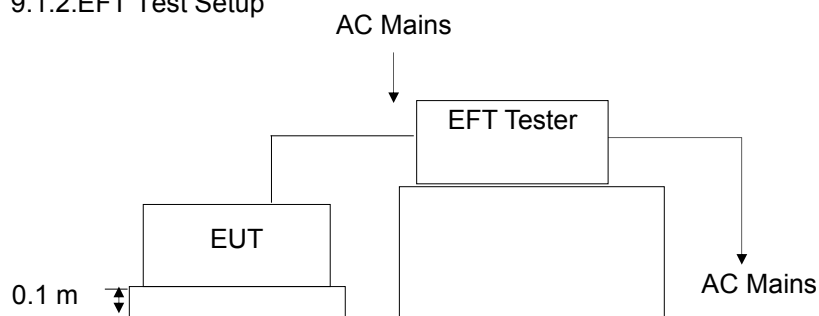 9.1.2.EFT Test Setup
AC Mains
EFT Tester
EUT
0.1 m
AC Mains